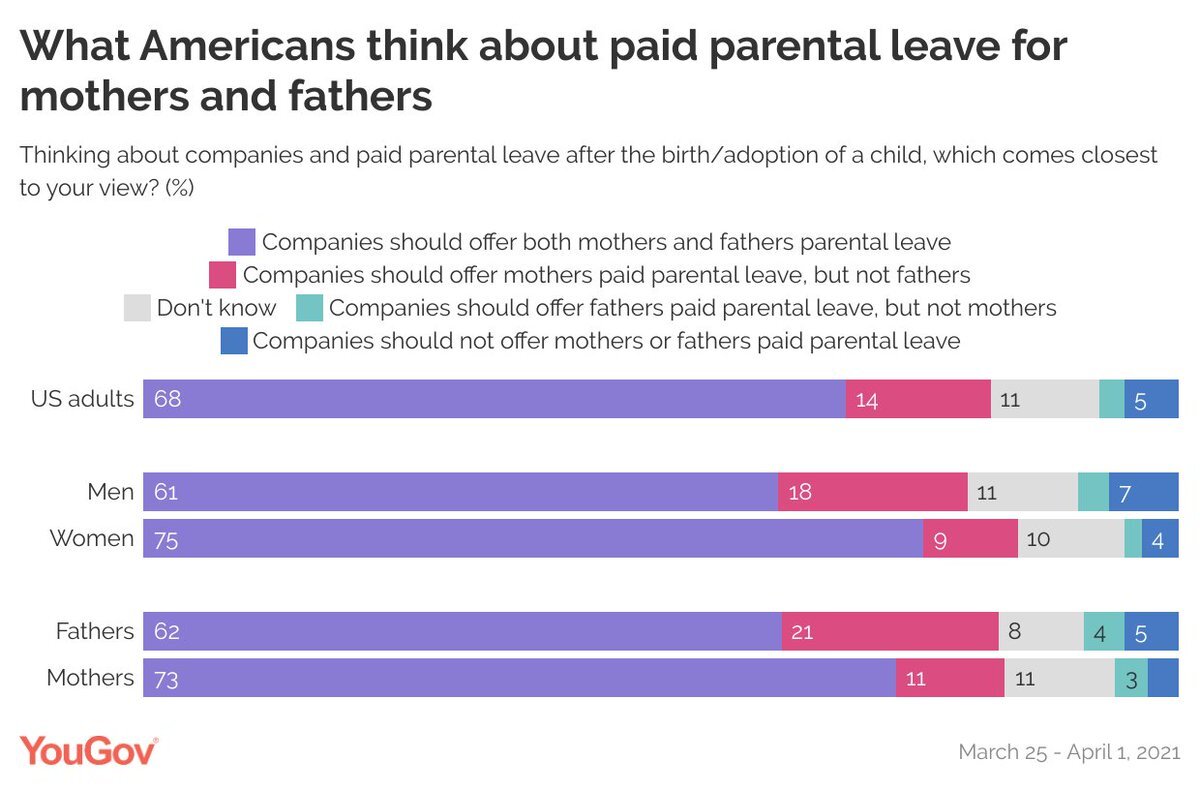 What Americans think about paid parental leave for
mothers and fathers
Thinking about companies and paid parental leave after the birth/adoption of a child, which comes closest
to your view? (%)
Companies should offer both mothers and fathers parental leave
Companies should offer mothers paid parental leave, but not fathers
Don't know Companies should offer fathers paid parental leave, but not mothers
Companies should not offer mothers or fathers paid parental leave
US adults 68 14 11 5
Men 61 18 11 7
Women 75 9 10 4
Fathers 62 21 8 4 5
Mothers 73 11 11 3
YouGov® March 25 - April 1, 2021